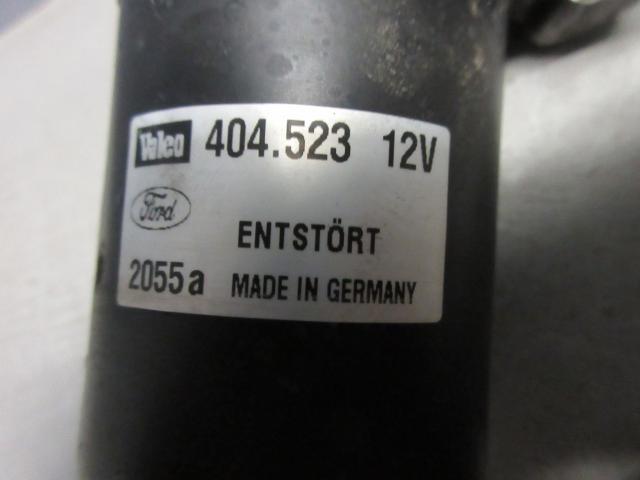 Valeo 404.523 12V
Ford
ENTSTÖRT
2055a MADE IN GERMANY